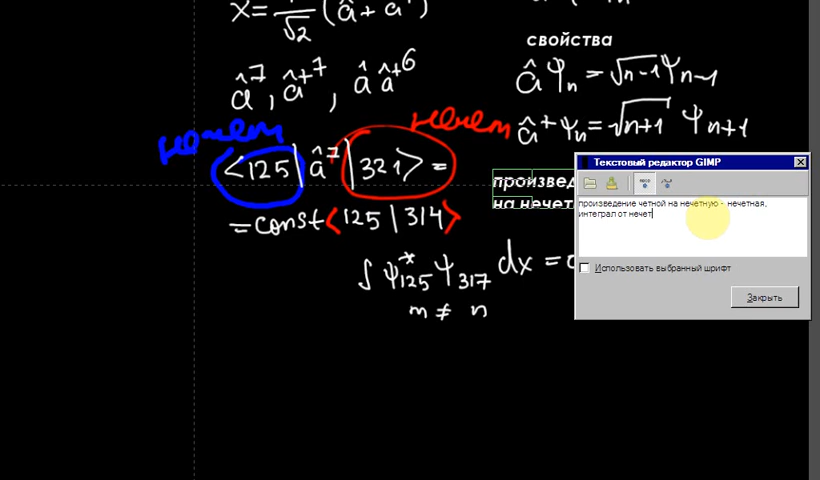 x = 1/√2 (â + â⁺)
свойства
â⁷, â⁺⁷, â â⁺⁶
âψn = √n-1 ψn-1
â⁺ψn = √n+1 ψn+1
нечет
нечет
<125| â⁷ |321> =
= const <125 | 314>
∫ψ*125 ψ317 dx =
m ≠ n
произвед
на нечет
Текстовый редактор GIMP
произведение четной на нечетную - нечетная,
интеграл от нечет
Использовать выбранный шрифт
Закрыть